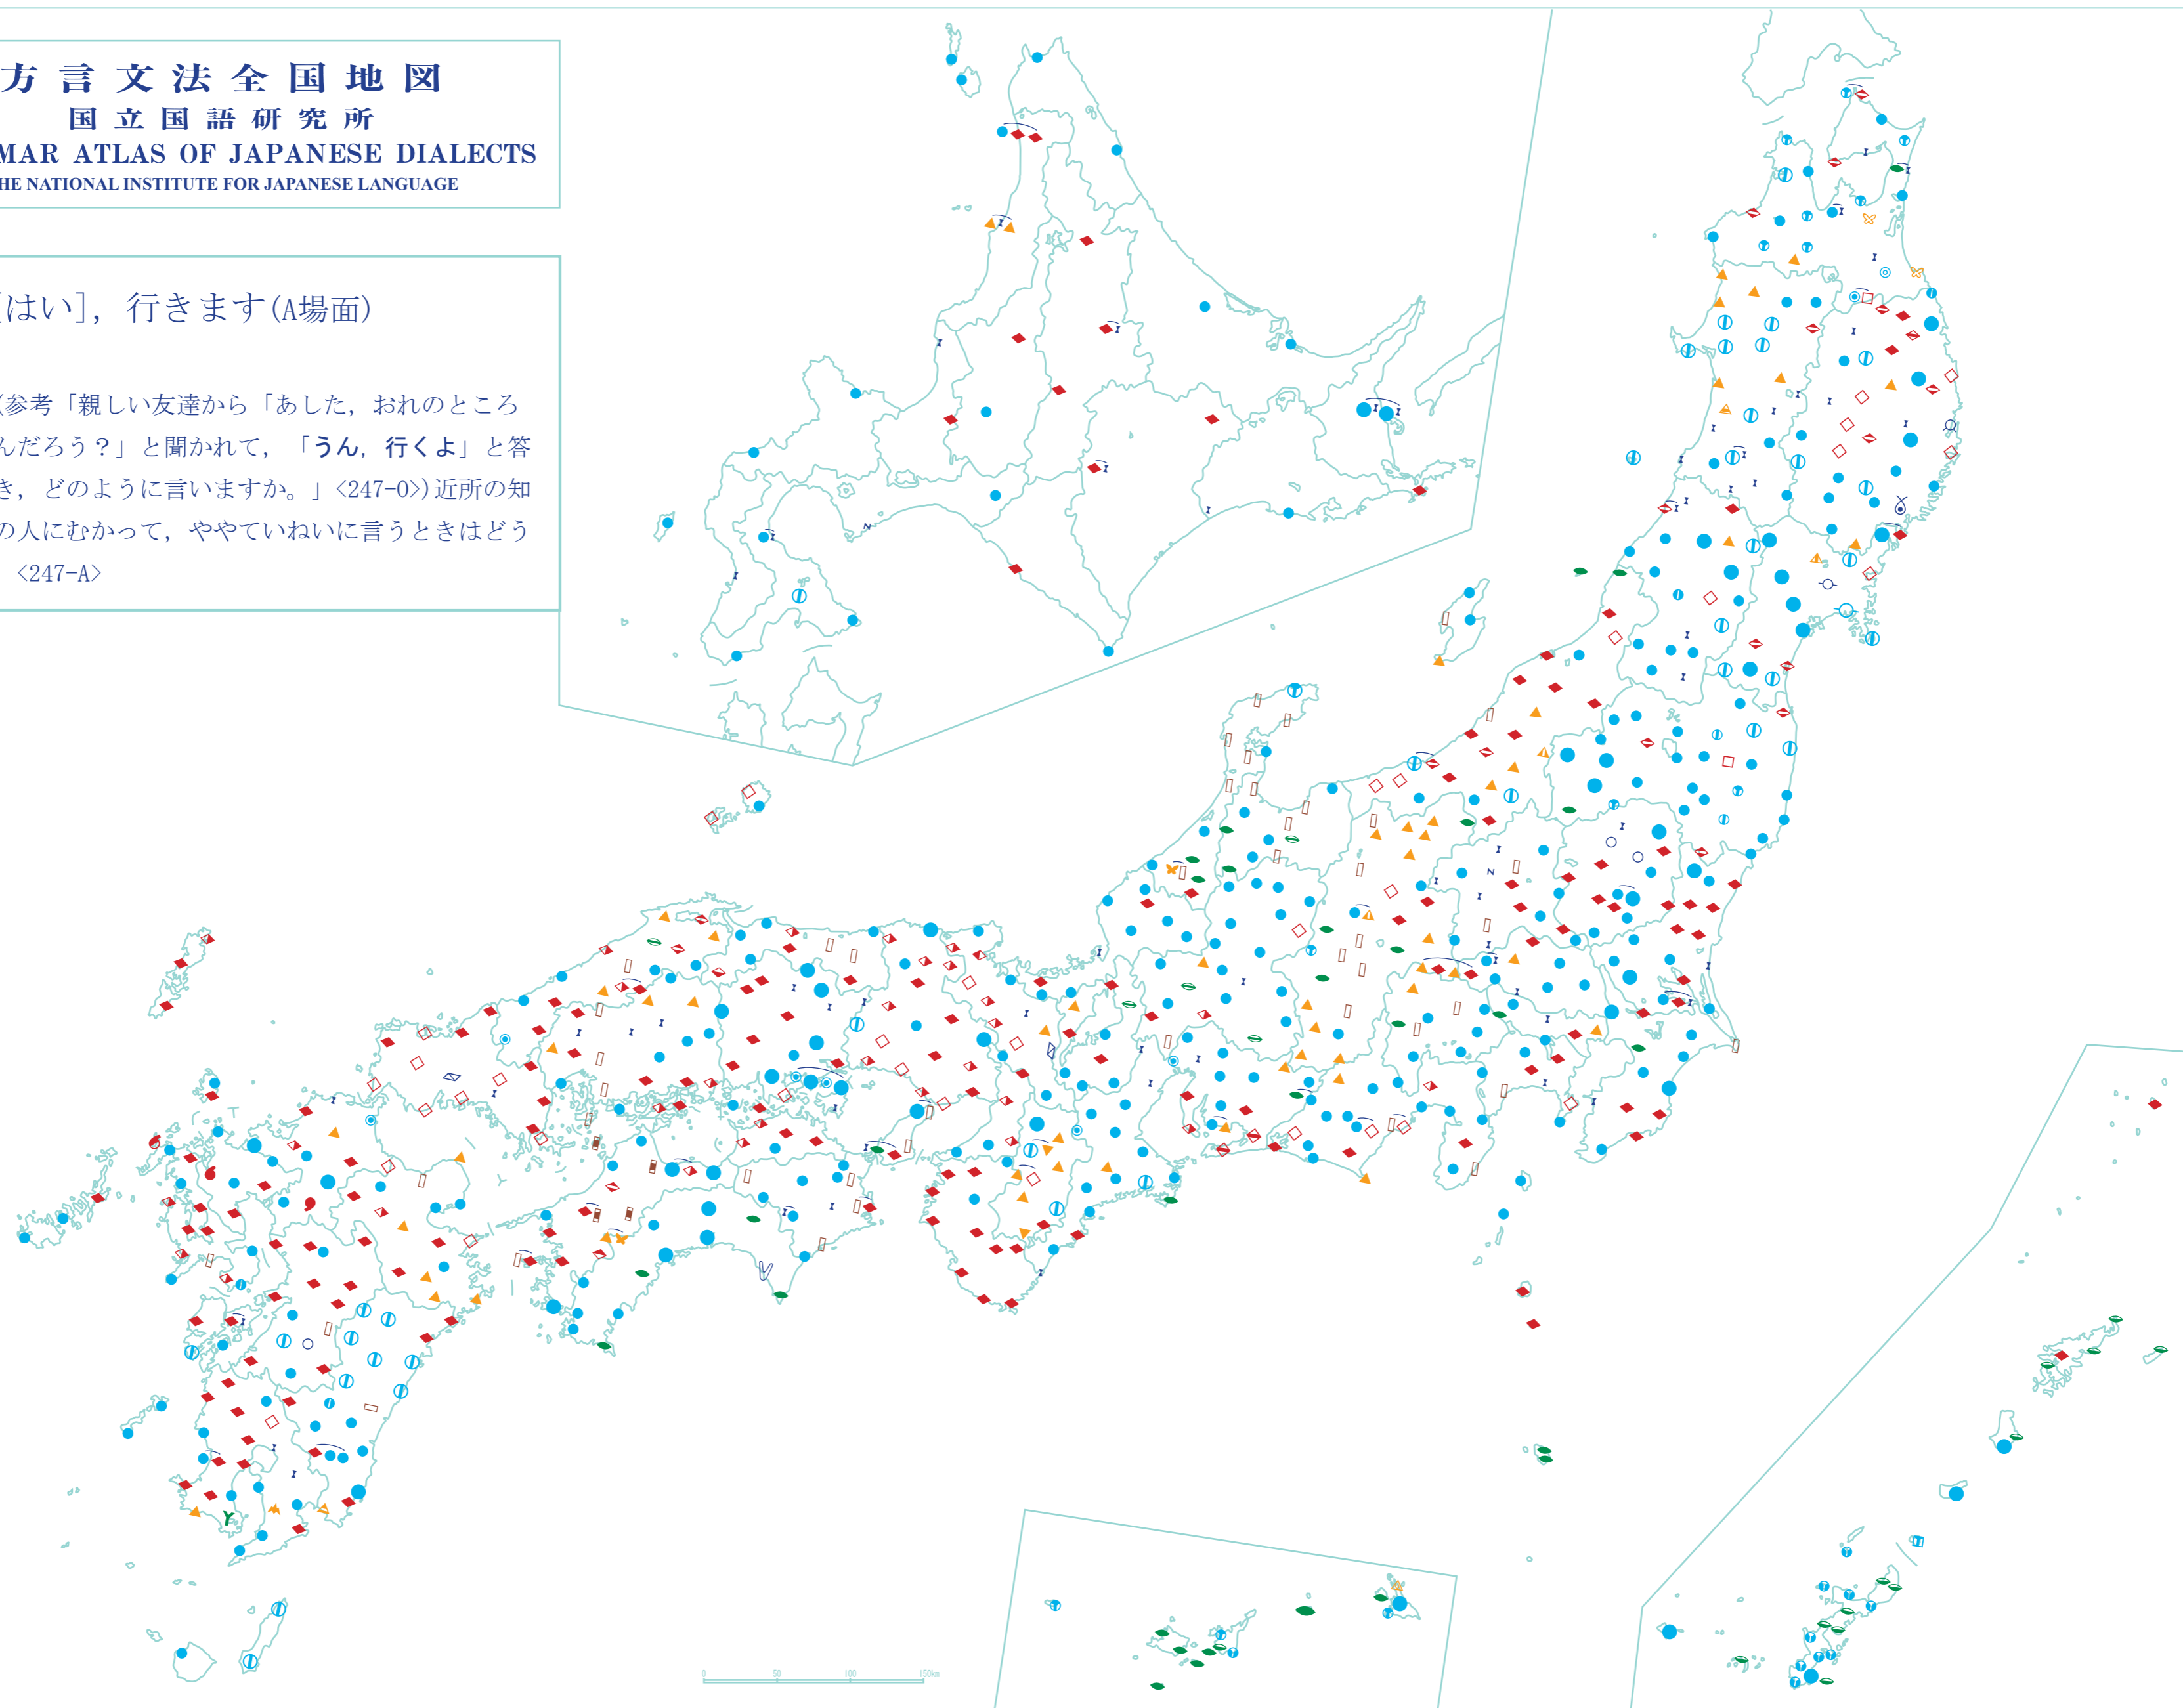 方言文法全国地図
国立国語研究所
MAR ATLAS OF JAPANESE DIALECTS
HE NATIONAL INSTITUTE FOR JAPANESE LANGUAGE
[はい], 行きます(A場面)
(参考「親しい友達から「あした, おれのところ
んだろう?」と聞かれて, 「うん, 行くよ」と答
き, どのように言いますか。」<247-0>)近所の知
の人にむかって, ややていねいに言うときはどう
<247-A>
0 50 100 150km